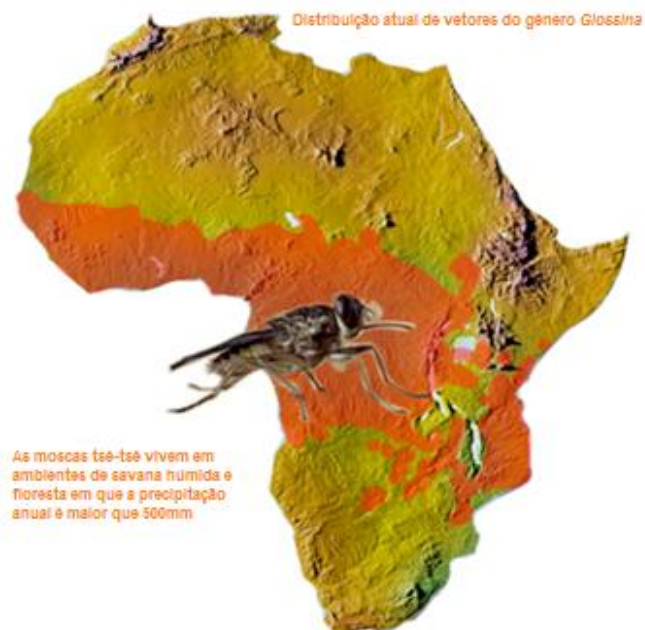 Distribuição atual de vetores do gênero Glossina
As moscas tsé-tsé vivem em
ambientes de savana húmida e
floresta em que a precipitação
anual é maior que 500mm